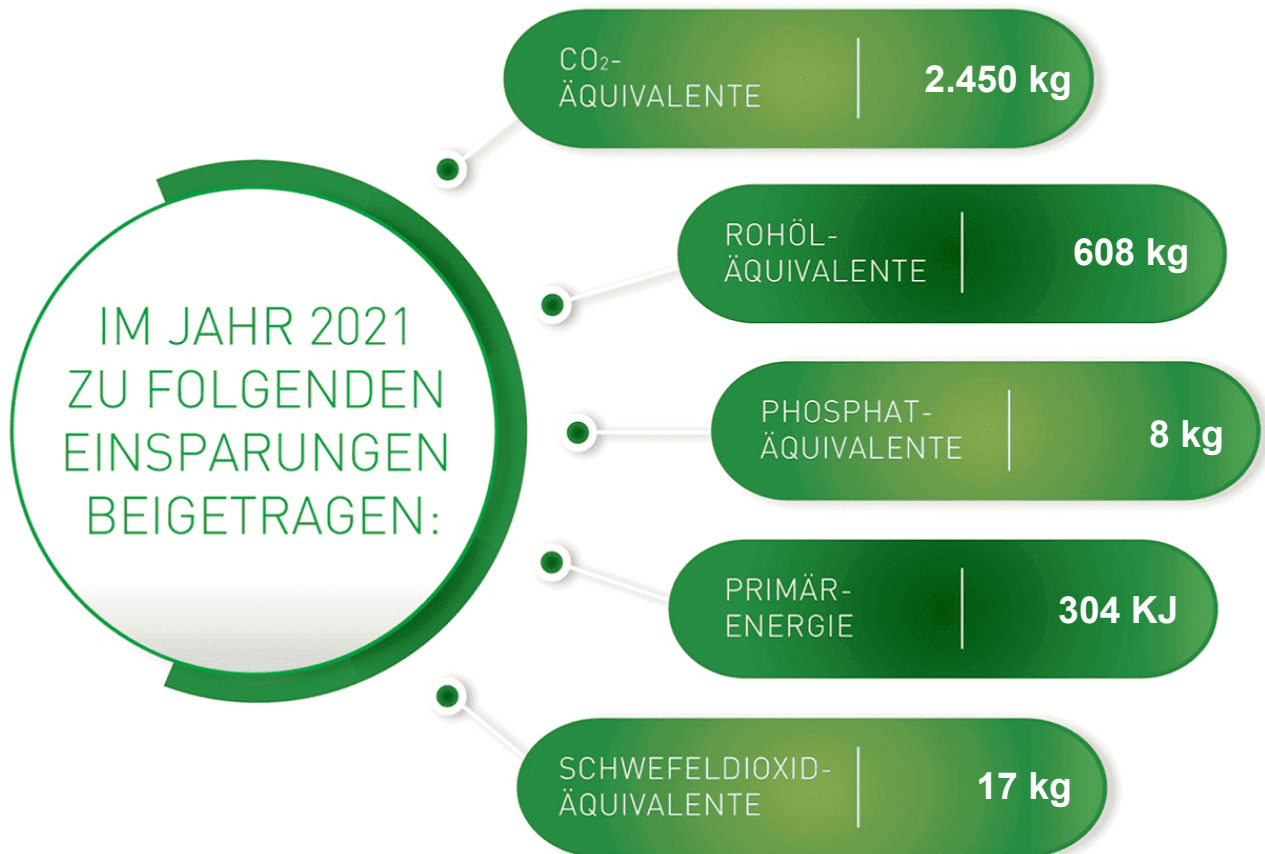 IM JAHR 2021
ZU FOLGENDEN
EINSPARUNGEN
BEIGETRAGEN:
CO₂-
ÄQUIVALENTE
2.450 kg
ROHÖL-
ÄQUIVALENTE
608 kg
PHOSPHAT-
ÄQUIVALENTE
8 kg
PRIMÄR-
ENERGIE
304 KJ
SCHWEFELDIOXID-
ÄQUIVALENTE
17 kg